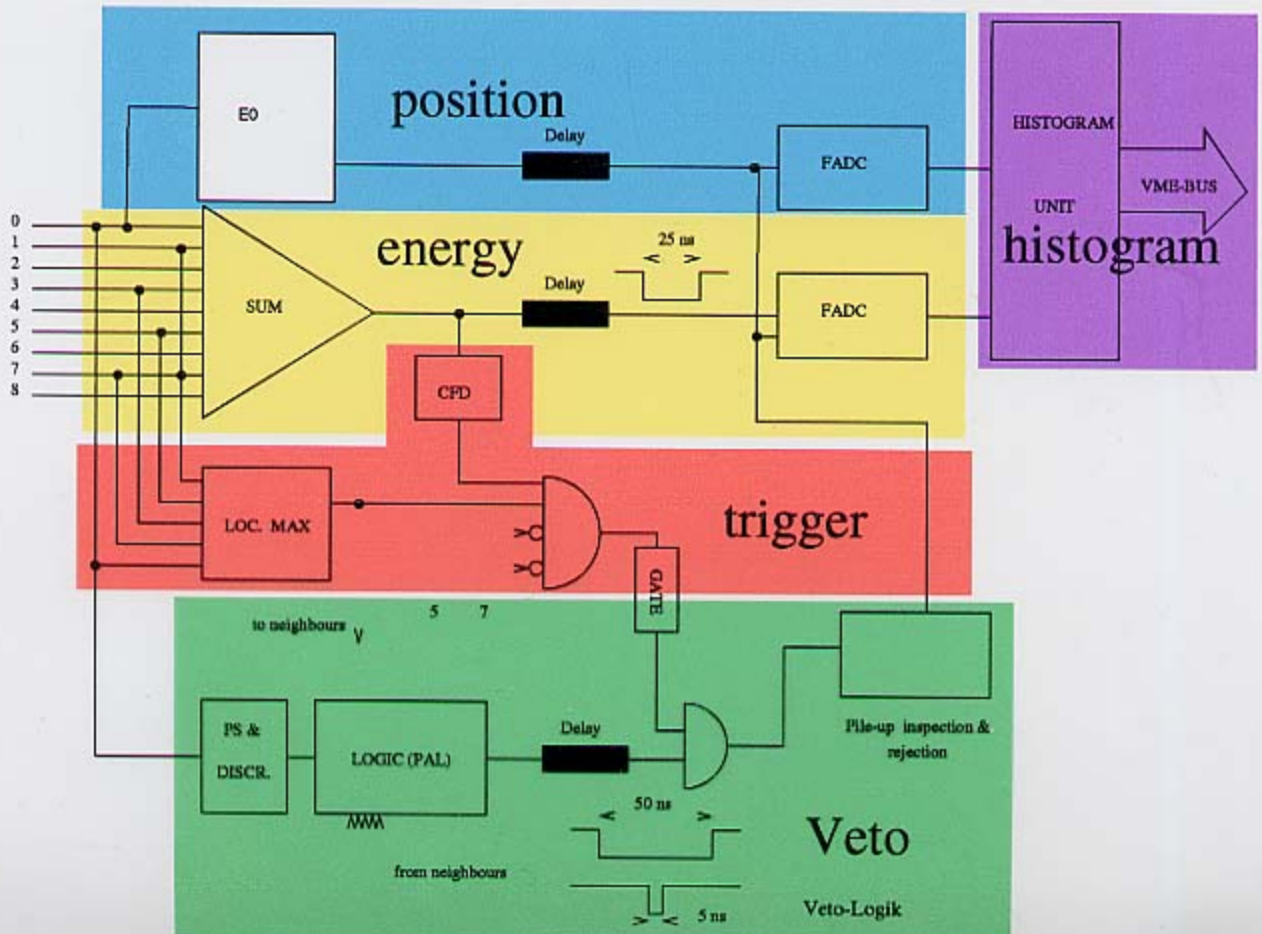 position
E0
Delay
FADC
HISTOGRAM
UNIT
VME-BUS
histogram
0
1
2
3
4
5
6
7
8
energy
SUM
Delay
25 ns
FADC
CFD
LOC. MAX
trigger
GATE
5 7
to neighbours
PS &
DISCR.
LOGIC (PAL)
Delay
Pile-up inspection &
rejection
50 ns
Veto
from neighbours
5 ns
Veto-Logik